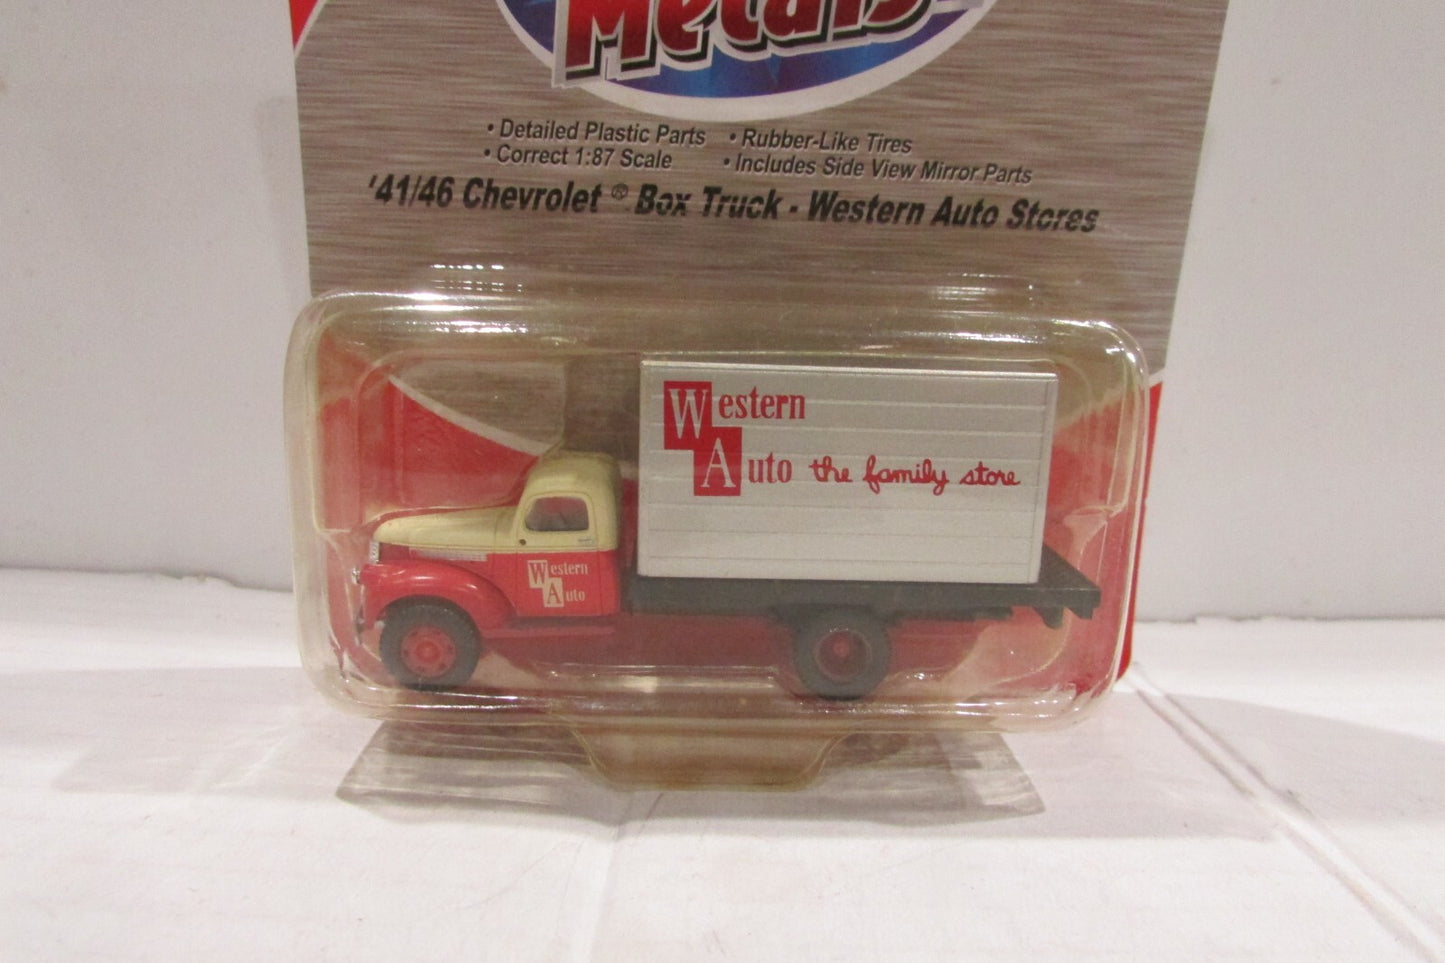 Metals
• Detailed Plastic Parts • Rubber-Like Tires
• Correct 1:87 Scale • Includes Side View Mirror Parts
'41/46 Chevrolet ® Box Truck - Western Auto Stores
Western
Auto the family store
Western
Auto